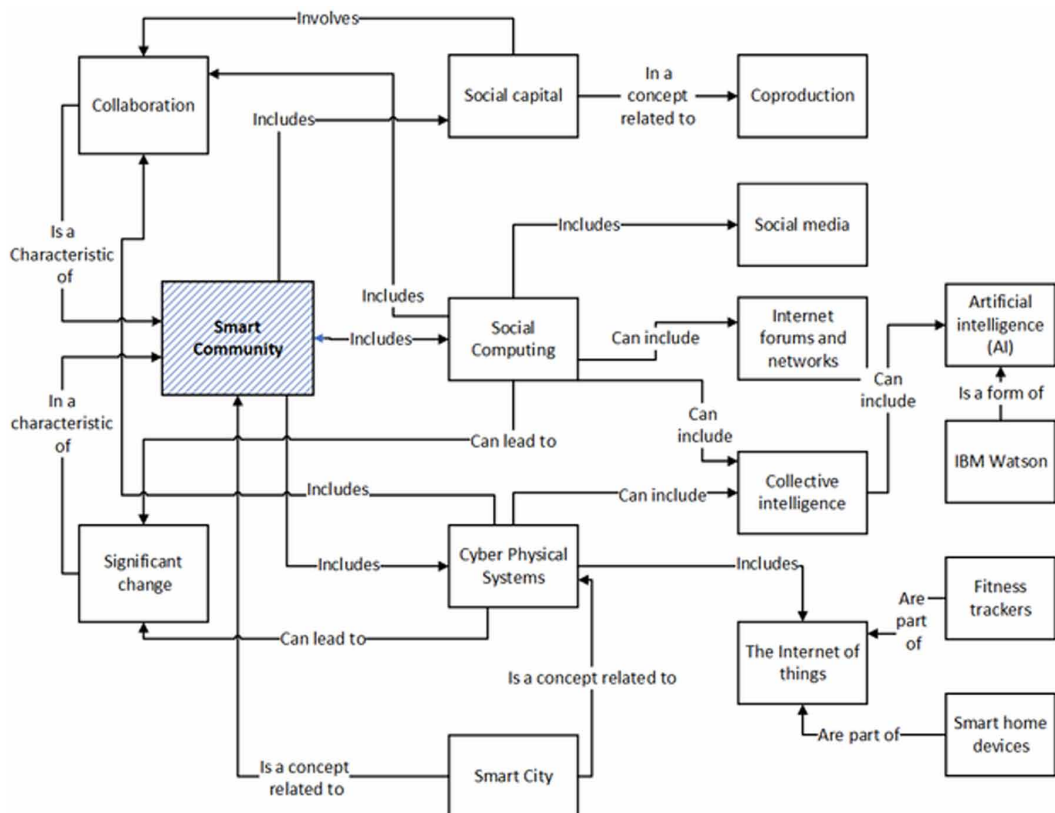 Involves
Collaboration
Social capital
In a
concept
related to
Coproduction
Includes
Is a
Characteristic
of
Includes
Social media
Smart
Community
Includes
Includes
Social
Computing
Can include
Internet
forums and
networks
Artificial
intelligence
(AI)
Can
include
Is a form of
In a
characteristic
of
Can lead to
Can
include
IBM Watson
Includes
Can include
Collective
intelligence
Significant
change
Includes
Cyber Physical
Systems
Includes
Fitness
trackers
Are
part
of
Can lead to
The Internet of
things
Is a concept related to
Are part of
Smart home
devices
Is a concept
related to
Smart City